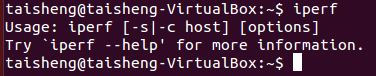 taisheng@taisheng-VirtualBox:~$ iperf
Usage: iperf [-s|-c host] [options]
Try `iperf --help' for more information.
taisheng@taisheng-VirtualBox:~$